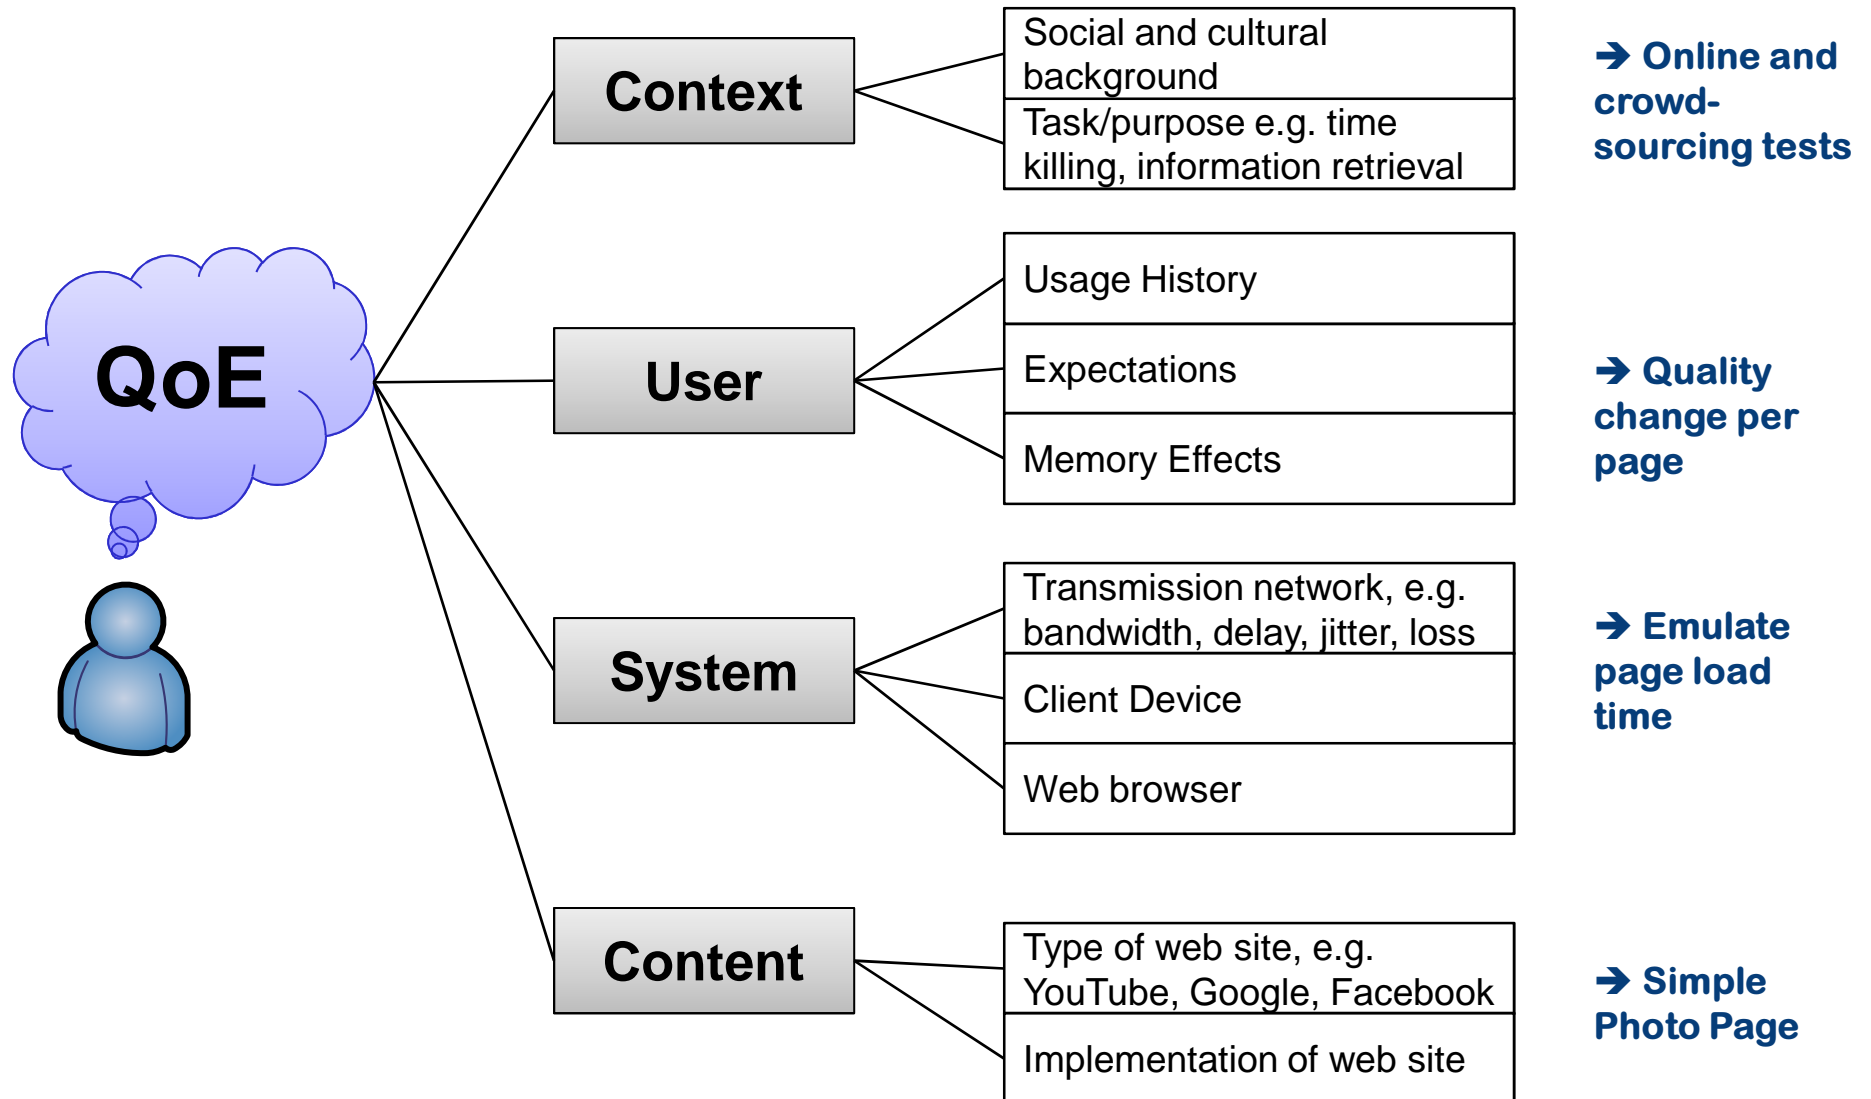 QoE
Context
Social and cultural
background
Task/purpose e.g. time
killing, information retrieval
➔ Online and
crowd-
sourcing tests
User
Usage History
Expectations
Memory Effects
➔ Quality
change per
page
System
Transmission network, e.g.
bandwidth, delay, jitter, loss
Client Device
Web browser
➔ Emulate
page load
time
Content
Type of web site, e.g.
YouTube, Google, Facebook
Implementation of web site
➔ Simple
Photo Page